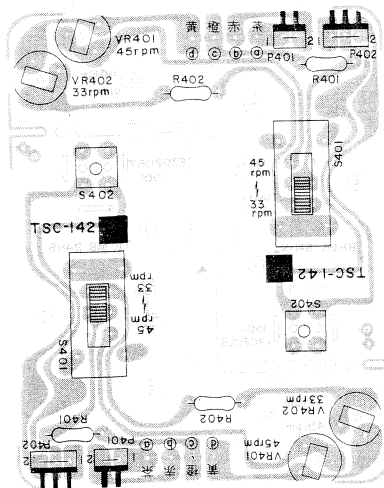 VR401
45rpm
黄 橙 赤 茶
ⓓ ⓒ ⓑ ⓐ
1 2
P401
1 2
P402
VR402
33rpm
R402
R401
S402
45
rpm
33
rpm
S401
TSC-142
TSC-142
33
rpm
45
rpm
S401
S402
R402
VR402
33rpm
VR401
45rpm
R401
P402
2 1
P401
2 1
ⓐ ⓑ ⓒ ⓓ
茶 赤 橙 黄